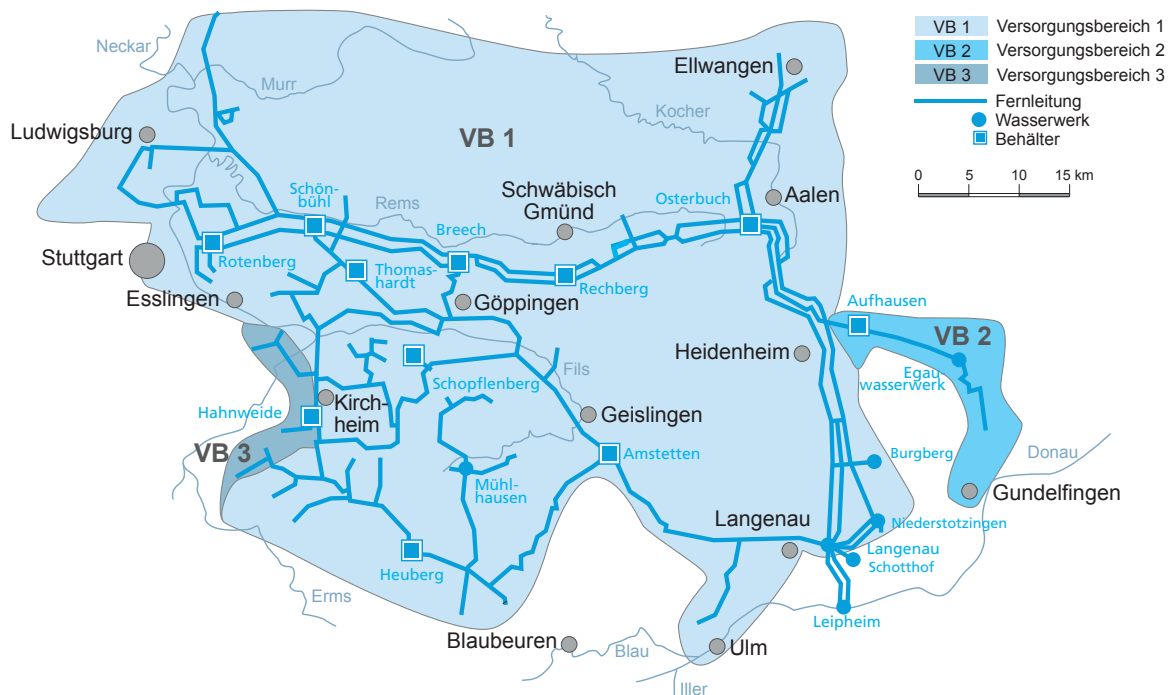 VB 1 Versorgungsbereich 1
VB 2 Versorgungsbereich 2
VB 3 Versorgungsbereich 3
Fernleitung
Wasserwerk
Behälter
0 5 10 15 km
Neckar
Murr
Ellwangen
Kocher
Ludwigsburg
VB 1
Schön-
bühl
Schwäbisch
Gmünd
Osterbuch
Aalen
Rems
Breech
Stuttgart
Rotenberg
Thomas-
hardt
Rechberg
Esslingen
Göppingen
Aufhausen
VB 2
Heidenheim
Fils
Egau
wasserwerk
Schopflenberg
Hahnweide
Kirch-
heim
Geislingen
VB 3
Amstetten
Burgberg
Donau
Mühl-
hausen
Gundelfingen
Langenau
Niederstotzingen
Langenau
Schotthof
Heuberg
Erms
Leipheim
Blaubeuren
Blau
Ulm
Iller